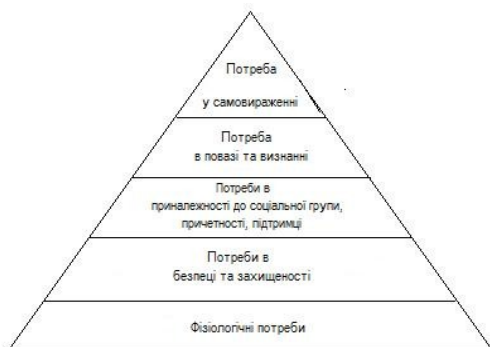 Потреба
у самовираженні
Потреба
в повазі та визнанні
Потреби в
приналежності до соціальної групи,
причетності, підтримці
Потреби в
безпеці та захищеності
Фізіологічні потреби